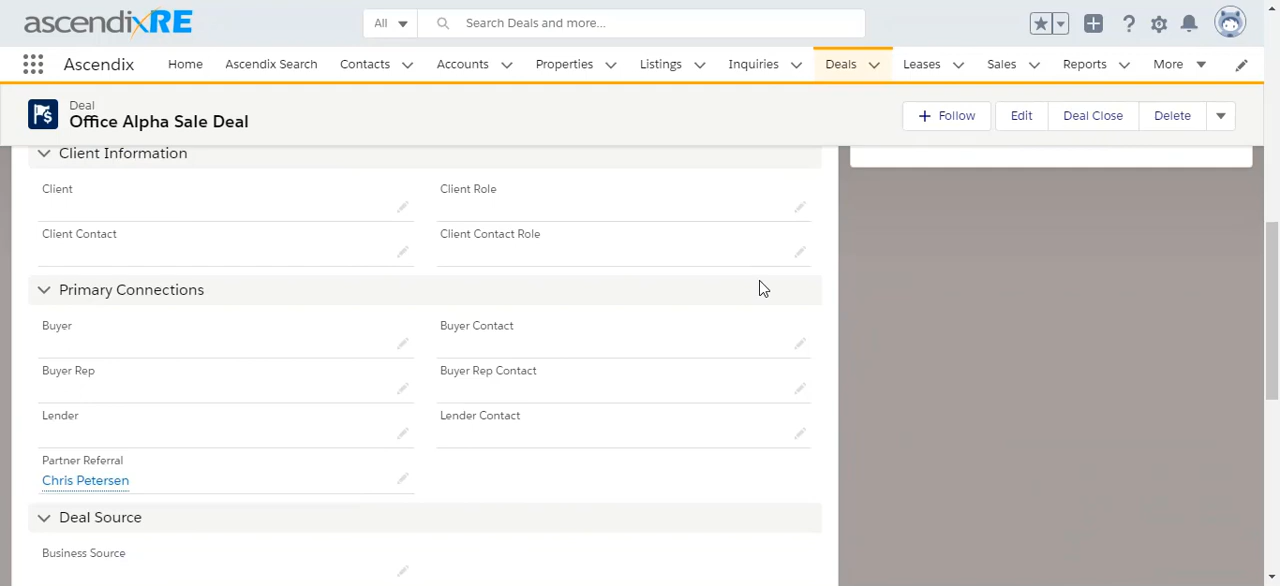 ascendixRE
All
Search Deals and more...
Ascendix
Home
Ascendix Search
Contacts
Accounts
Properties
Listings
Inquiries
Deals
Leases
Sales
Reports
More
Deal
Office Alpha Sale Deal
+ Follow
Edit
Deal Close
Delete
Client Information
Client
Client Role
Client Contact
Client Contact Role
Primary Connections
Buyer
Buyer Contact
Buyer Rep
Buyer Rep Contact
Lender
Lender Contact
Partner Referral
Chris Petersen
Deal Source
Business Source